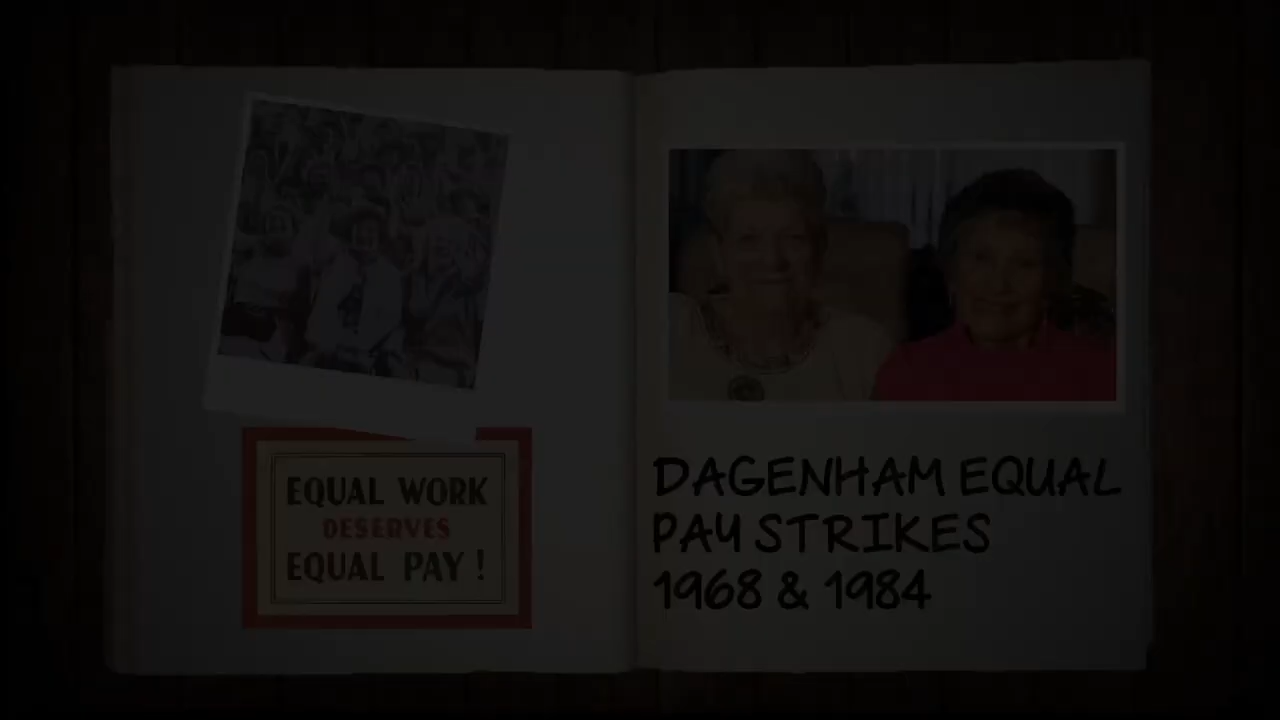 EQUAL WORK
DESERVES
EQUAL PAY !
DAGENHAM EQUAL
PAY STRIKES
1968 & 1984